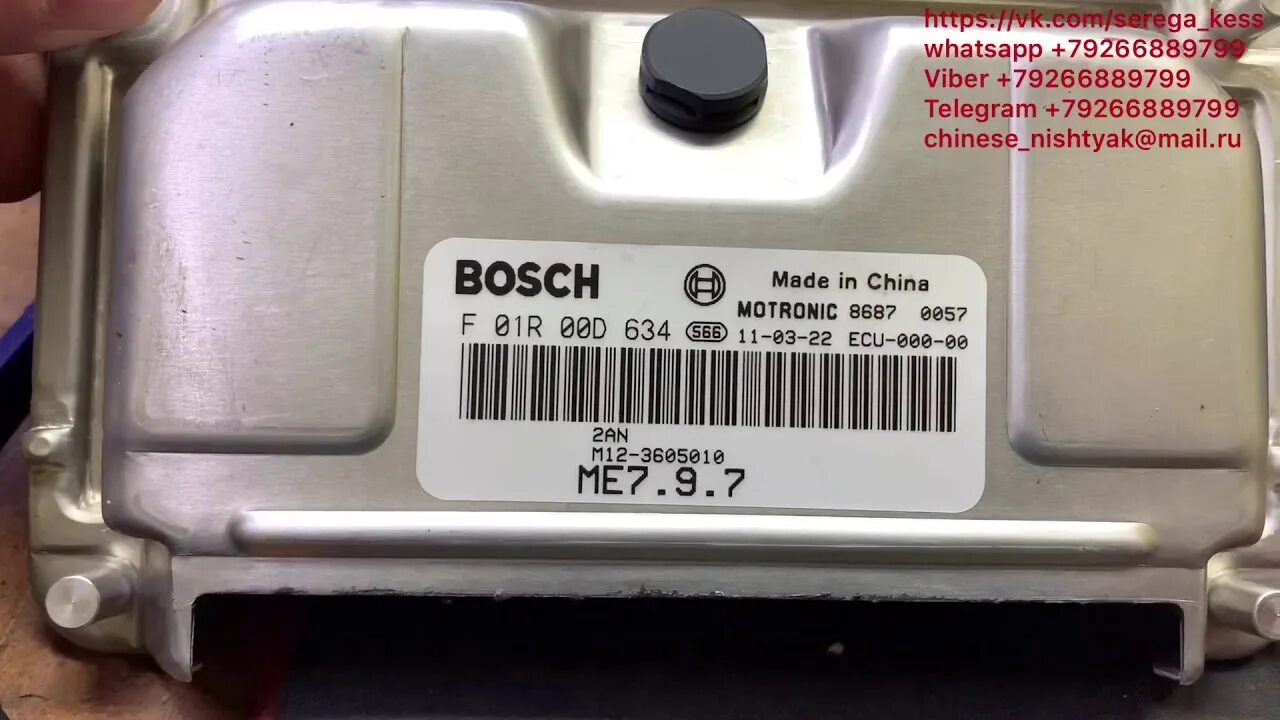 https://vk.com/serega_kess
whatsapp +79266889799
Viber +79266889799
Telegram +79266889799
chinese_nishtyak@mail.ru
BOSCH
Made in China
MOTRONIC 8687 0057
F 01R 00D 634 566 11-03-22 ECU-000-00
2AN
M12-3605010
ME7.9.7